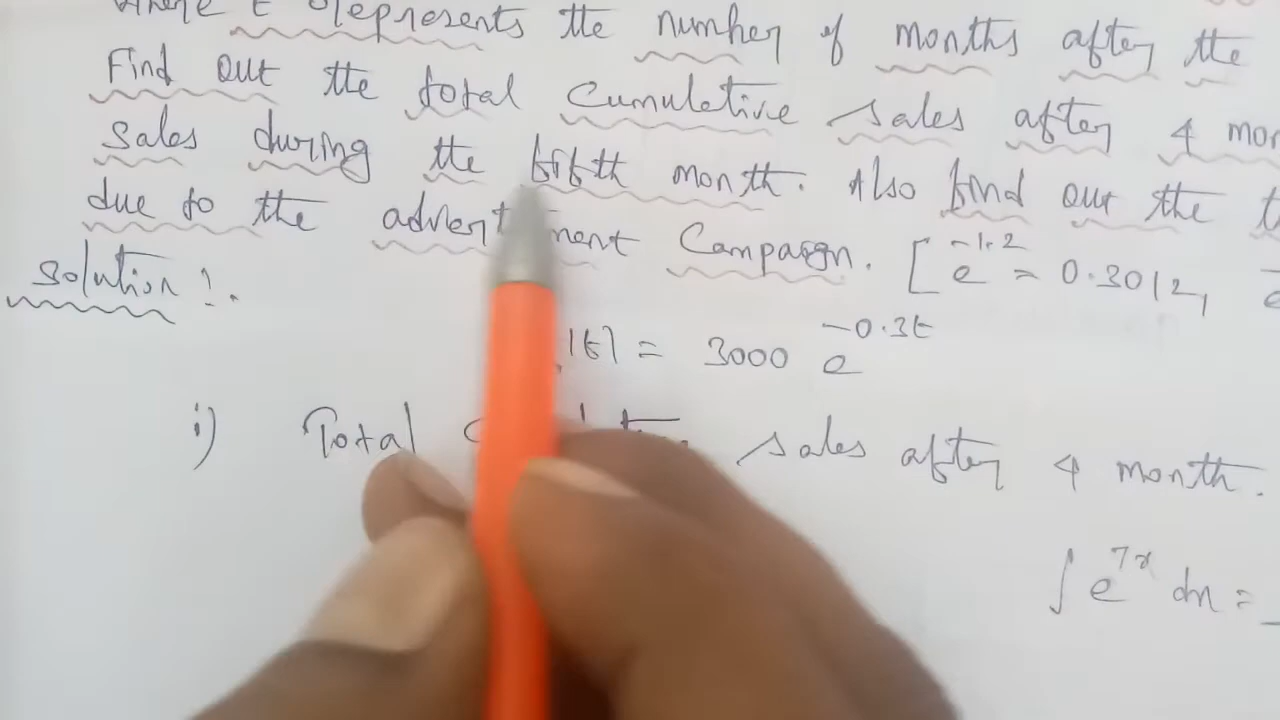 where t represents the number of months after the
Find out the total Cumulative sales after 4 mon
sales during the fifth month. Also find out the t
due to the advertisement Campaign. [e^-1.2 = 0.3012,
solution :.
(t) = 3000 e^-0.3t
i) Total sales after 4 month.
∫ e^7x dx =